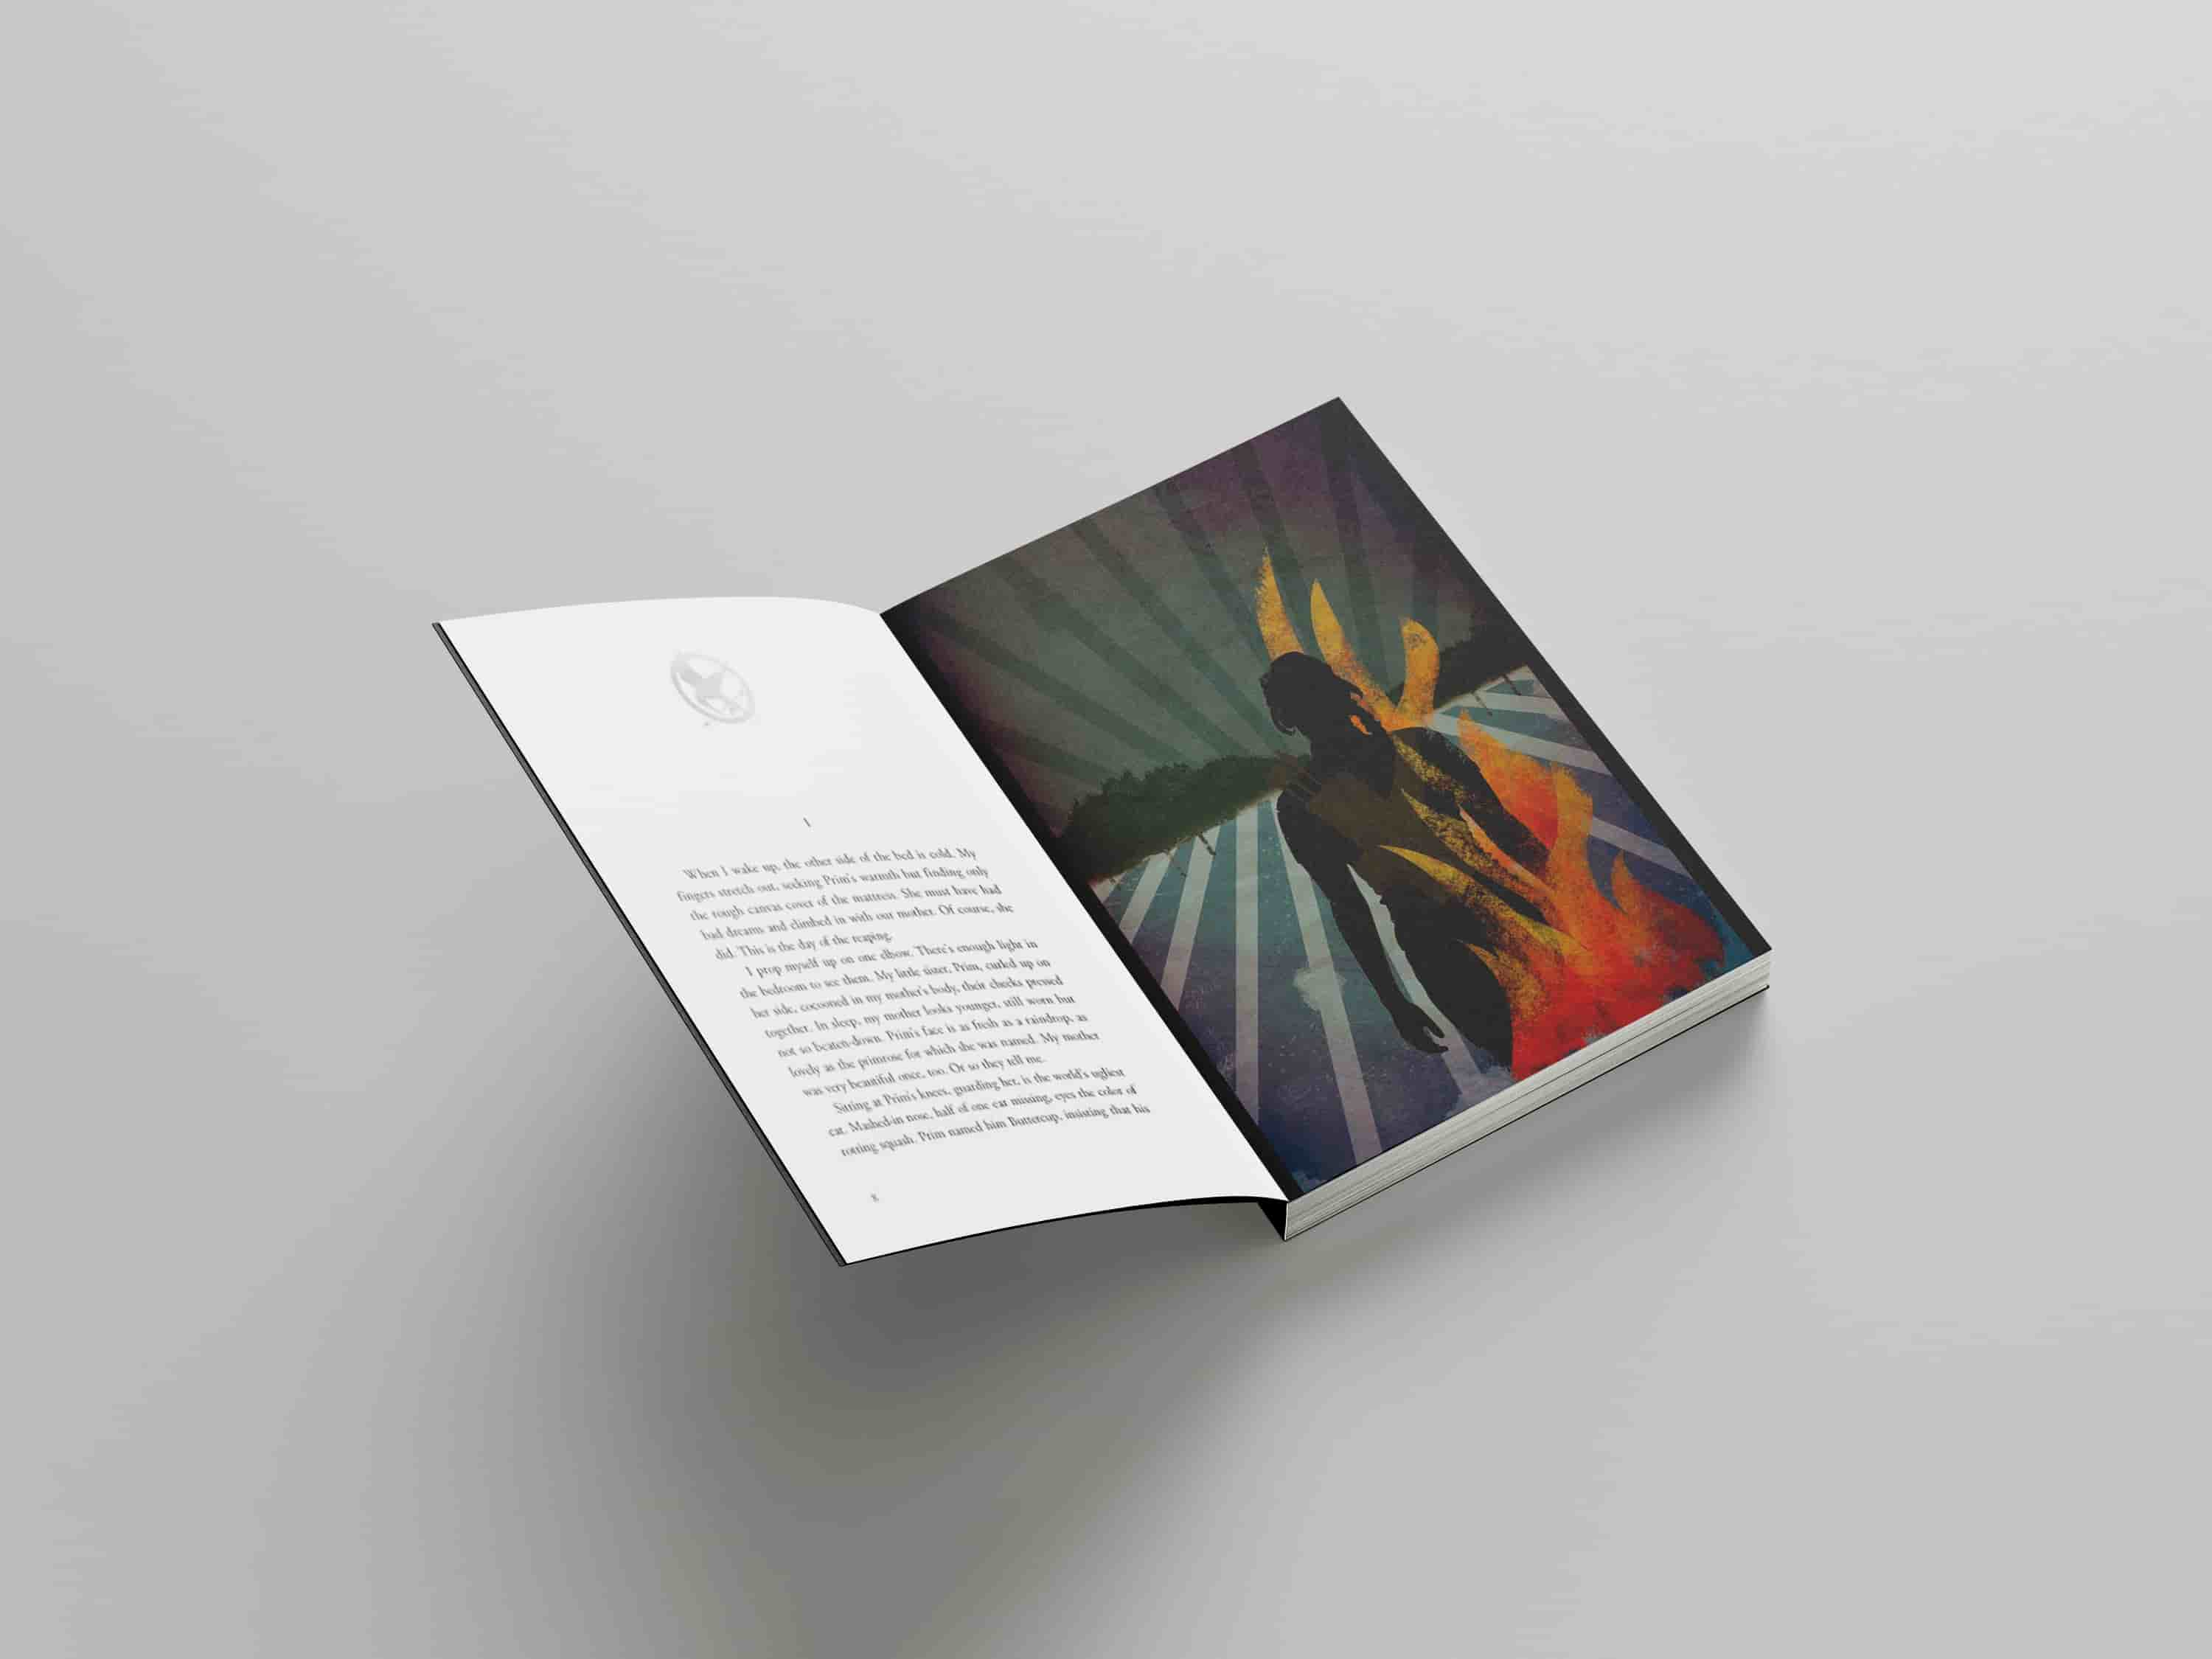 1
When I wake up, the other side of the bed is cold. My
fingers stretch out, seeking Prim's warmth but finding only
the rough canvas cover of the mattress. She must have had
bad dreams and climbed in with our mother. Of course, she
did. This is the day of the reaping.
I prop myself up on one elbow. There's enough light in
the bedroom to see them. My little sister, Prim, curled up on
her side, cocooned in my mother's body, their cheeks pressed
together. In sleep, my mother looks younger, still worn but
not so beaten-down. Prim's face is as fresh as a raindrop, as
lovely as the primrose for which she was named. My mother
was very beautiful once, too. Or so they tell me.
Sitting at Prim's knees, guarding her, is the world's ugliest
cat. Mashed-in nose, half of one ear missing, eyes the color of
rotting squash. Prim named him Buttercup, insisting that his
8